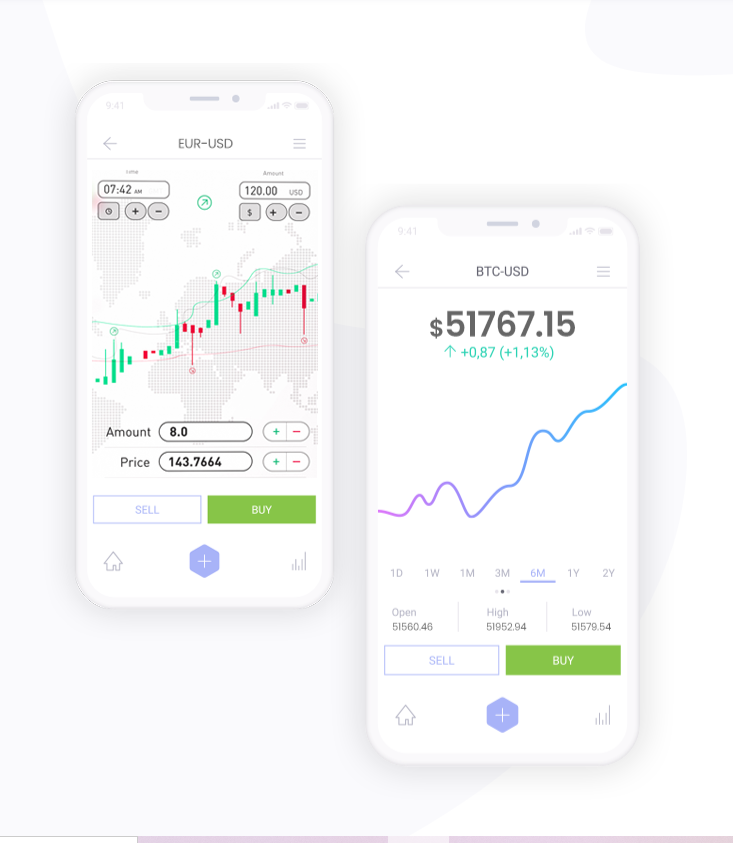 9:41
EUR-USD
Time Amount
07:42 AM 120.00 USD
+ − $ + −
Amount 8.0 + −
Price 143.7664 + −
SELL BUY
+
9:41
BTC-USD
$51767.15
↑ +0,87 (+1,13%)
1D 1W 1M 3M 6M 1Y 2Y
Open High Low
51560.46 51952.94 51579.54
SELL BUY
+